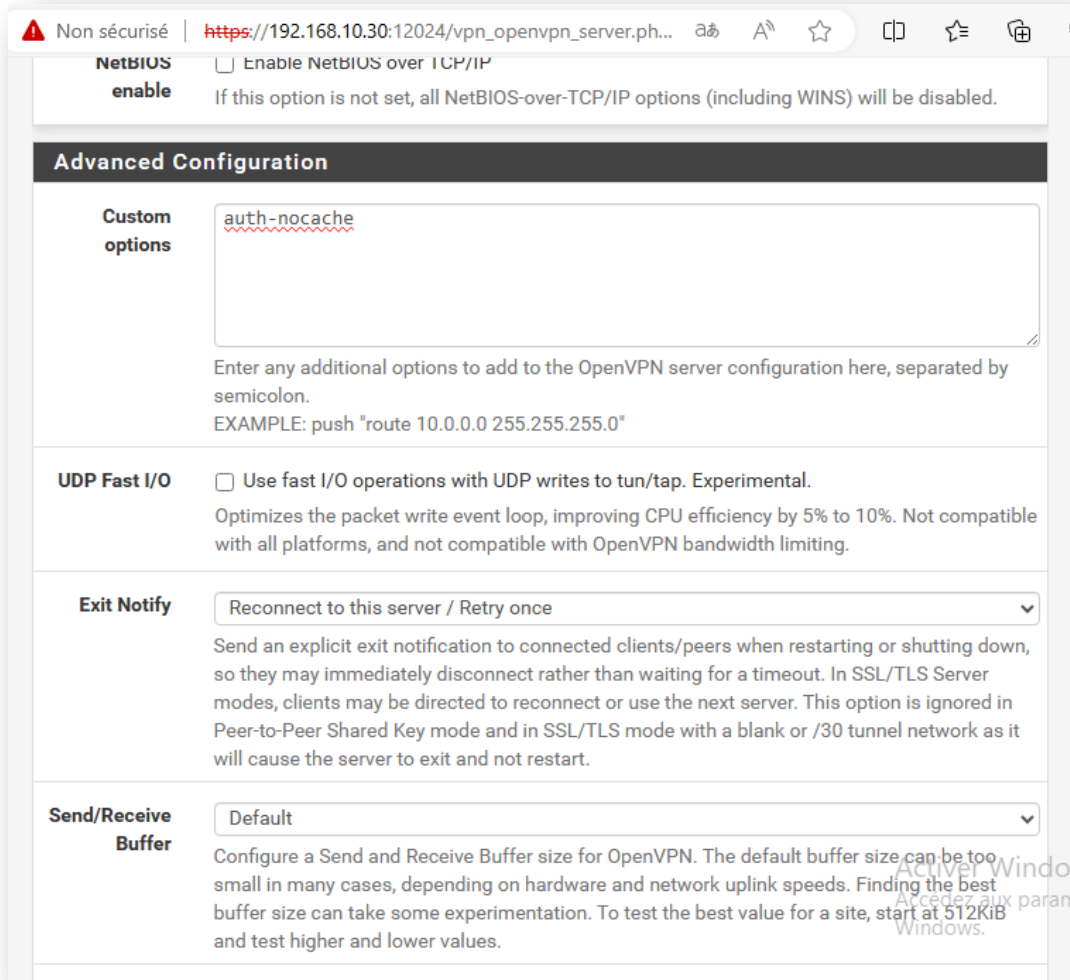 Non sécurisé https://192.168.10.30:12024/vpn_openvpn_server.ph...
NetBIOS enable
Enable NetBIOS over TCP/IP
If this option is not set, all NetBIOS-over-TCP/IP options (including WINS) will be disabled.
Advanced Configuration
Custom options
auth-nocache
Enter any additional options to add to the OpenVPN server configuration here, separated by
semicolon.
EXAMPLE: push "route 10.0.0.0 255.255.255.0"
UDP Fast I/O
Use fast I/O operations with UDP writes to tun/tap. Experimental.
Optimizes the packet write event loop, improving CPU efficiency by 5% to 10%. Not compatible
with all platforms, and not compatible with OpenVPN bandwidth limiting.
Exit Notify
Reconnect to this server / Retry once
Send an explicit exit notification to connected clients/peers when restarting or shutting down,
so they may immediately disconnect rather than waiting for a timeout. In SSL/TLS Server
modes, clients may be directed to reconnect or use the next server. This option is ignored in
Peer-to-Peer Shared Key mode and in SSL/TLS mode with a blank or /30 tunnel network as it
will cause the server to exit and not restart.
Send/Receive
Buffer
Default
Configure a Send and Receive Buffer size for OpenVPN. The default buffer size can be too
small in many cases, depending on hardware and network uplink speeds. Finding the best
buffer size can take some experimentation. To test the best value for a site, start at 512KiB
and test higher and lower values.
Activer Windo
Accédez aux param
Windows.